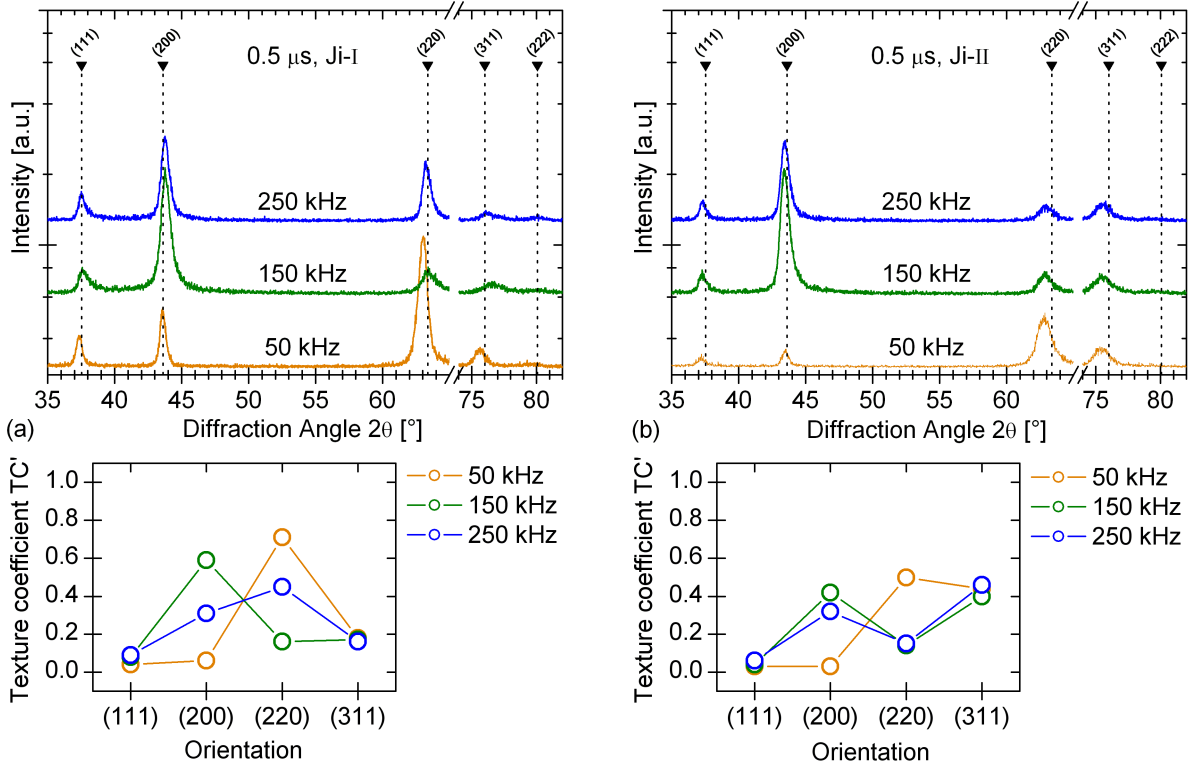 (111) (200) (220) (311) (222)
0.5 μs, Ji-I
Intensity [a.u.]
250 kHz
150 kHz
50 kHz
35 40 45 50 55 60 75 80
(a) Diffraction Angle 2θ [°]
(111) (200) (220) (311) (222)
0.5 μs, Ji-II
Intensity [a.u.]
250 kHz
150 kHz
50 kHz
35 40 45 50 55 60 75 80
(b) Diffraction Angle 2θ [°]
Texture coefficient TC'
1.0
0.8
0.6
0.4
0.2
0.0
(111) (200) (220) (311)
Orientation
50 kHz
150 kHz
250 kHz
Texture coefficient TC'
1.0
0.8
0.6
0.4
0.2
0.0
(111) (200) (220) (311)
Orientation
50 kHz
150 kHz
250 kHz